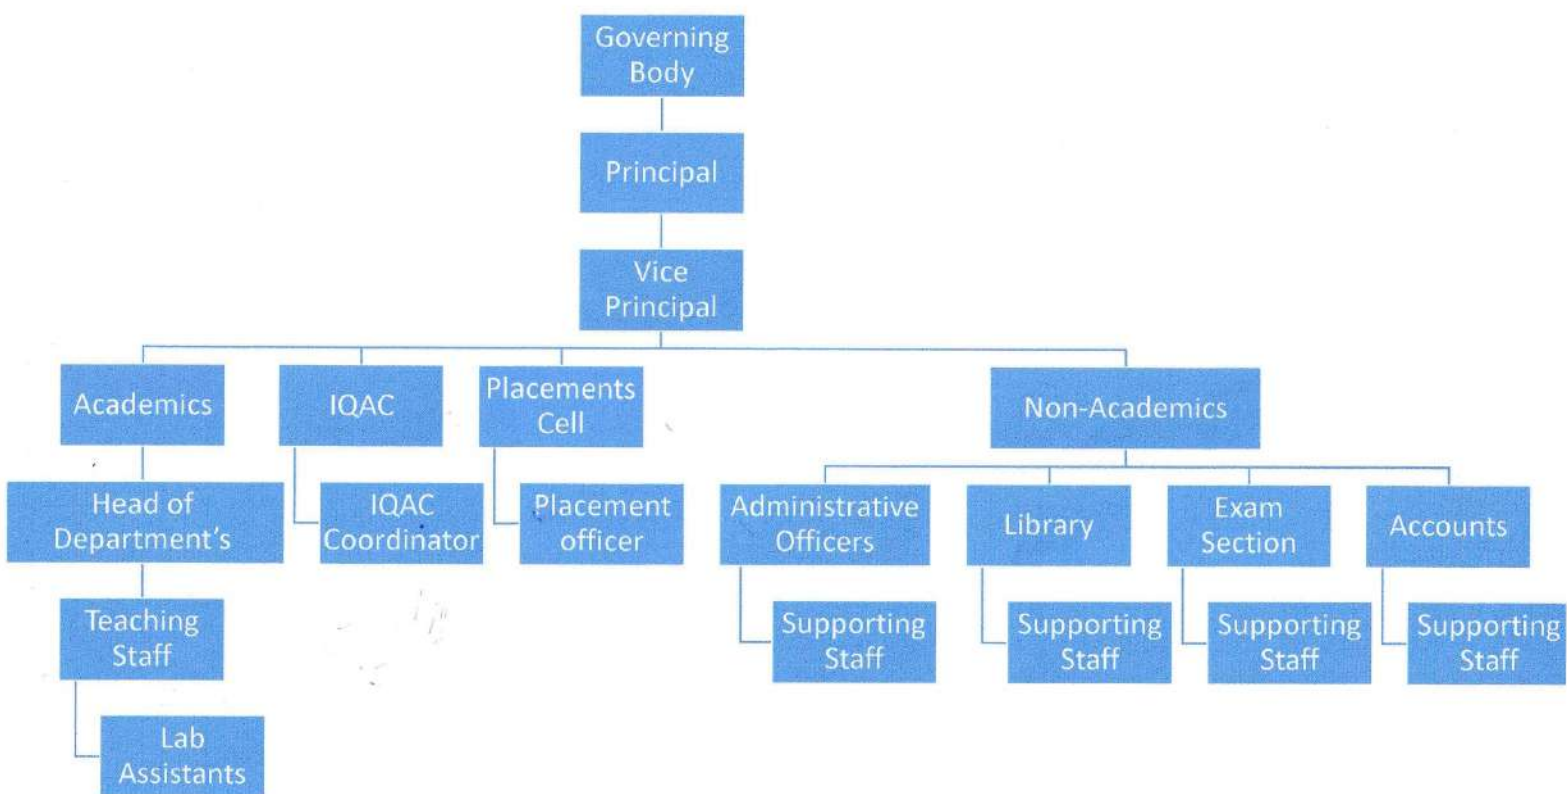 Governing
Body
Principal
Vice
Principal
Academics
IQAC
Placements
Cell
Non-Academics
Head of
Department's
IQAC
Coordinator
Placement
officer
Administrative
Officers
Library
Exam
Section
Accounts
Teaching
Staff
Supporting
Staff
Supporting
Staff
Supporting
Staff
Supporting
Staff
Lab
Assistants